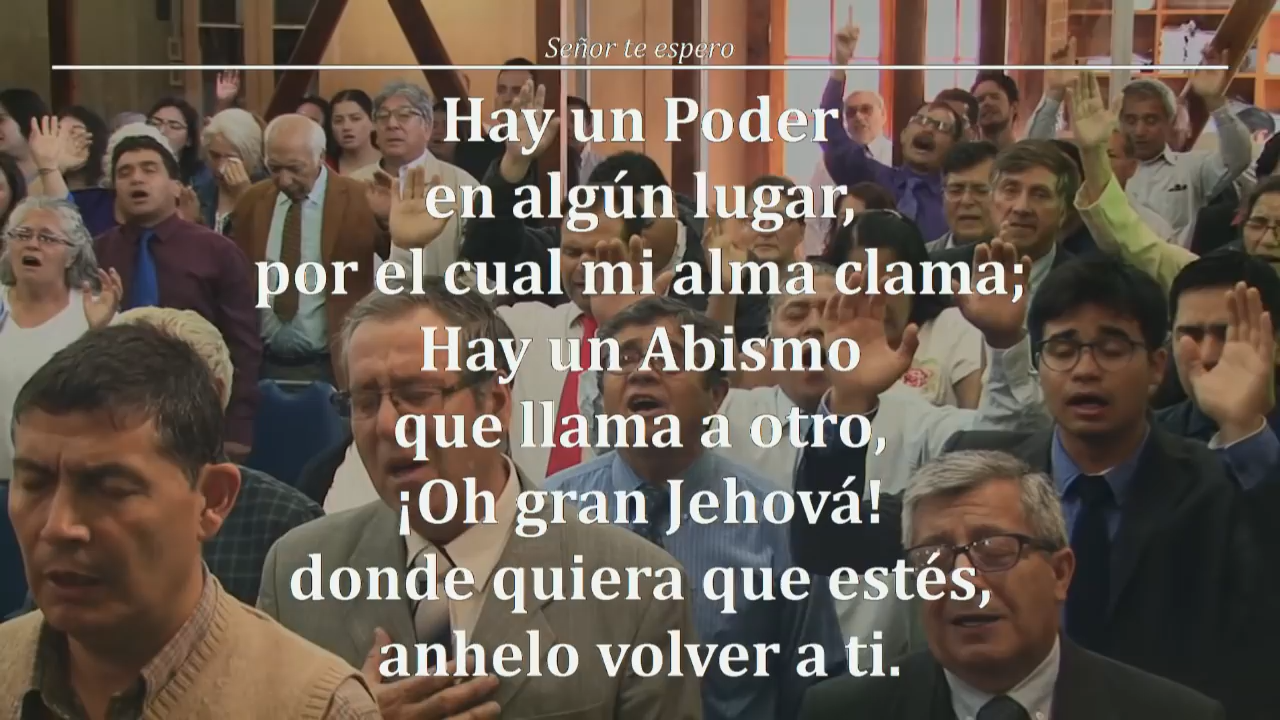 Señor te espero
Hay un Poder
en algún lugar,
por el cual mi alma clama;
Hay un Abismo
que llama a otro,
¡Oh gran Jehová!
donde quiera que estés,
anhelo volver a ti.